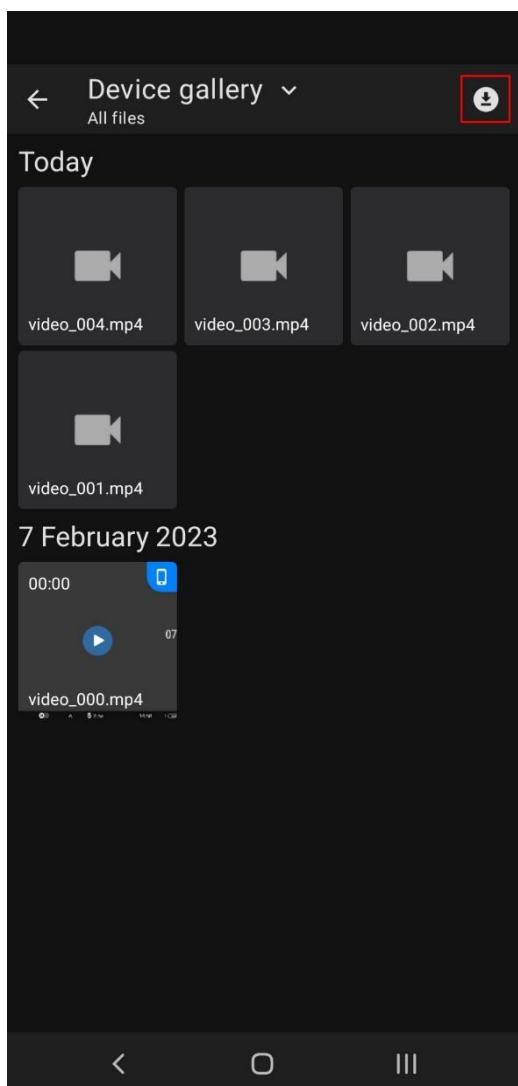 Device gallery
All files
Today
video_004.mp4
video_003.mp4
video_002.mp4
video_001.mp4
7 February 2023
00:00
07
video_000.mp4